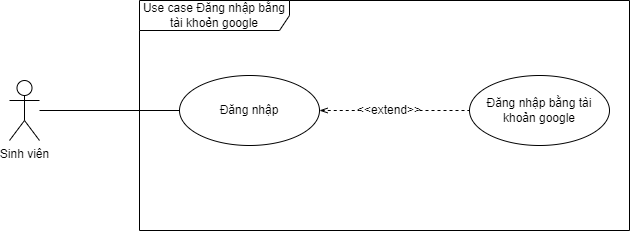 Use case Đăng nhập bằng
tài khoản google
Sinh viên
Đăng nhập
<<extend>>
Đăng nhập bằng tài
khoản google